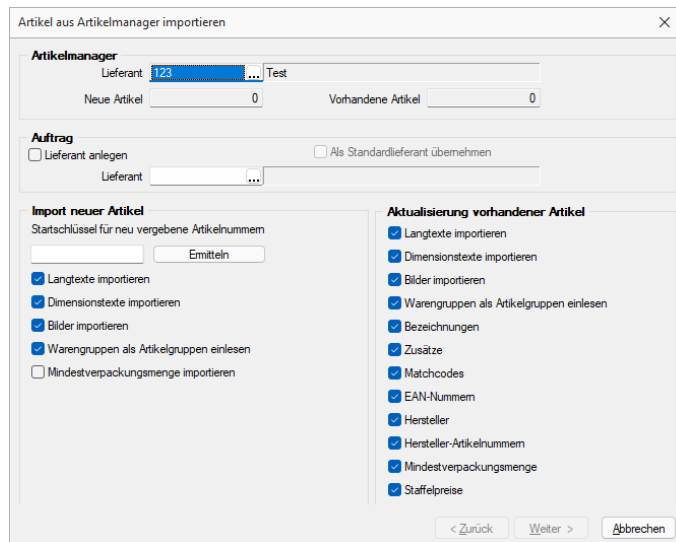 Artikel aus Artikelmanager importieren
Artikelmanager
Lieferant 123 ... Test
Neue Artikel 0 Vorhandene Artikel 0
Auftrag
Lieferant anlegen Als Standardlieferant übernehmen
Lieferant ...
Import neuer Artikel
Startschlüssel für neu vergebene Artikelnummern
Ermitteln
Langtexte importieren
Dimensionstexte importieren
Bilder importieren
Warengruppen als Artikelgruppen einlesen
Mindestverpackungsmenge importieren
Aktualisierung vorhandener Artikel
Langtexte importieren
Dimensionstexte importieren
Bilder importieren
Warengruppen als Artikelgruppen einlesen
Bezeichnungen
Zusätze
Matchcodes
EAN-Nummern
Hersteller
Hersteller-Artikelnummern
Mindestverpackungsmenge
Staffelpreise
< Zurück Weiter > Abbrechen